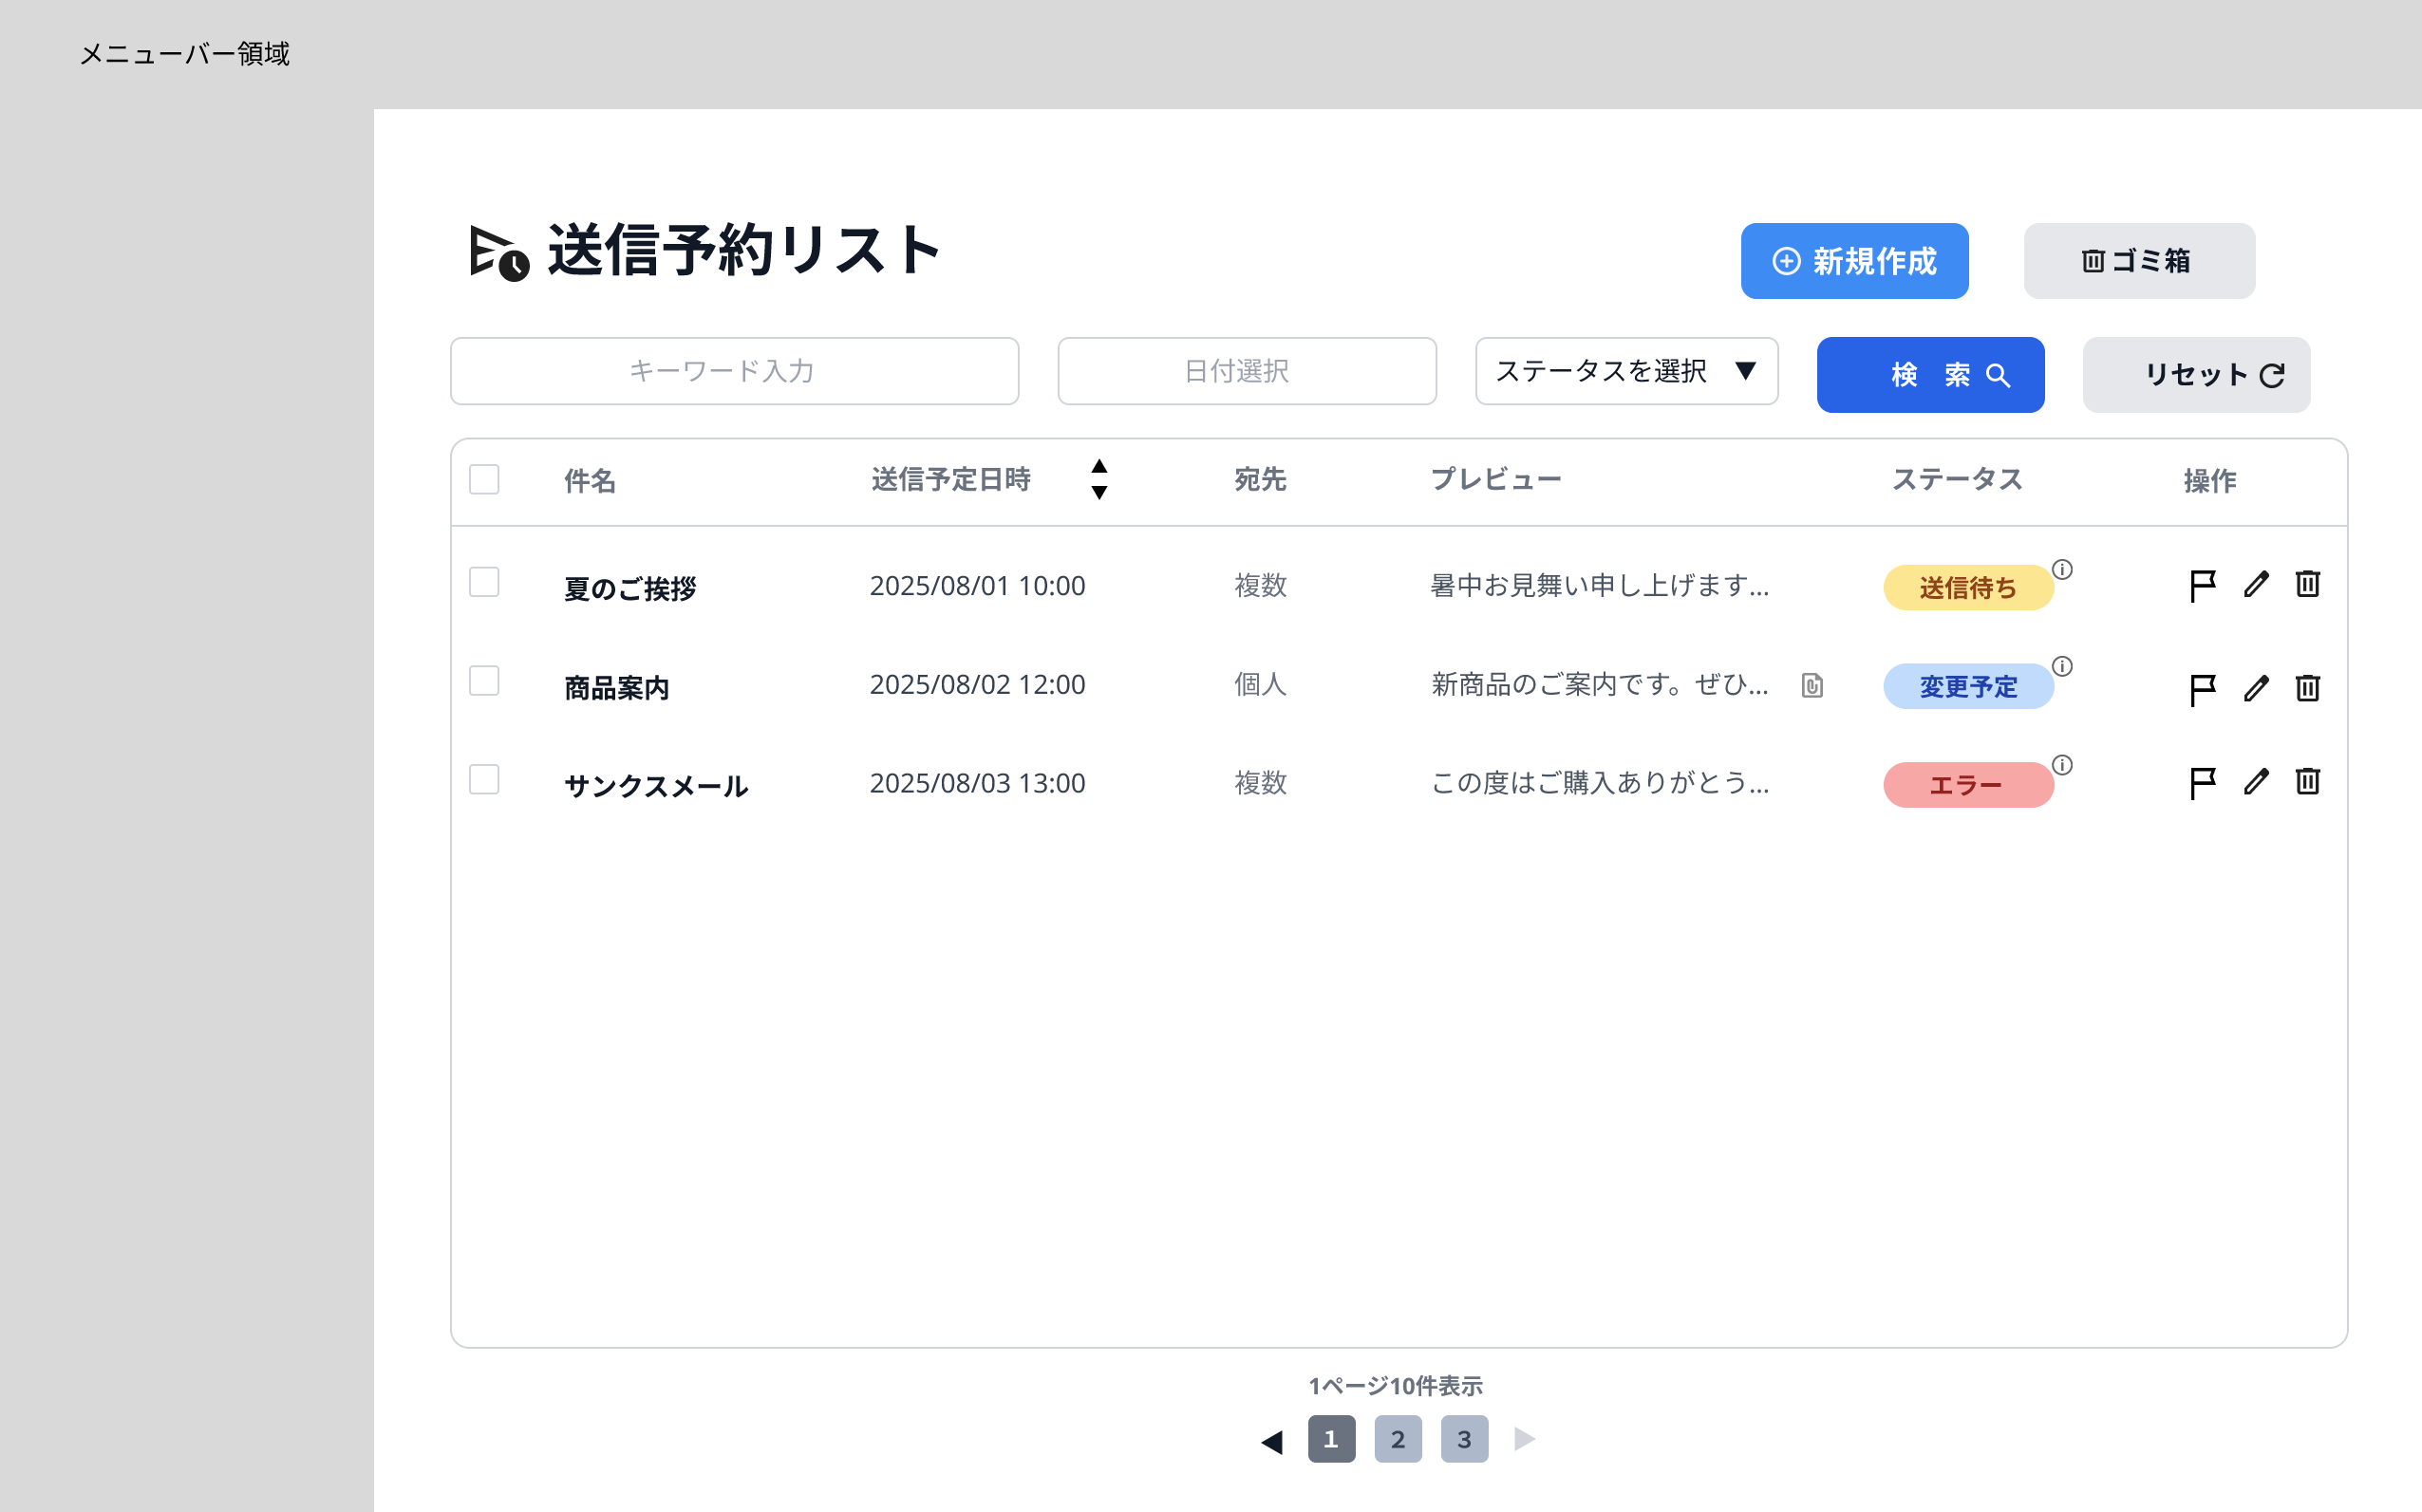 メニューバー領域
送信予約リスト
新規作成
ゴミ箱
キーワード入力
日付選択
ステータスを選択 ▼
検 索
リセット
件名 送信予定日時 ▲▼ 宛先 プレビュー ステータス 操作
夏のご挨拶 2025/08/01 10:00 複数 暑中お見舞い申し上げます... 送信待ち
商品案内 2025/08/02 12:00 個人 新商品のご案内です。ぜひ... 変更予定
サンクスメール 2025/08/03 13:00 複数 この度はご購入ありがとう... エラー
1ページ10件表示
◀ 1 2 3 ▶